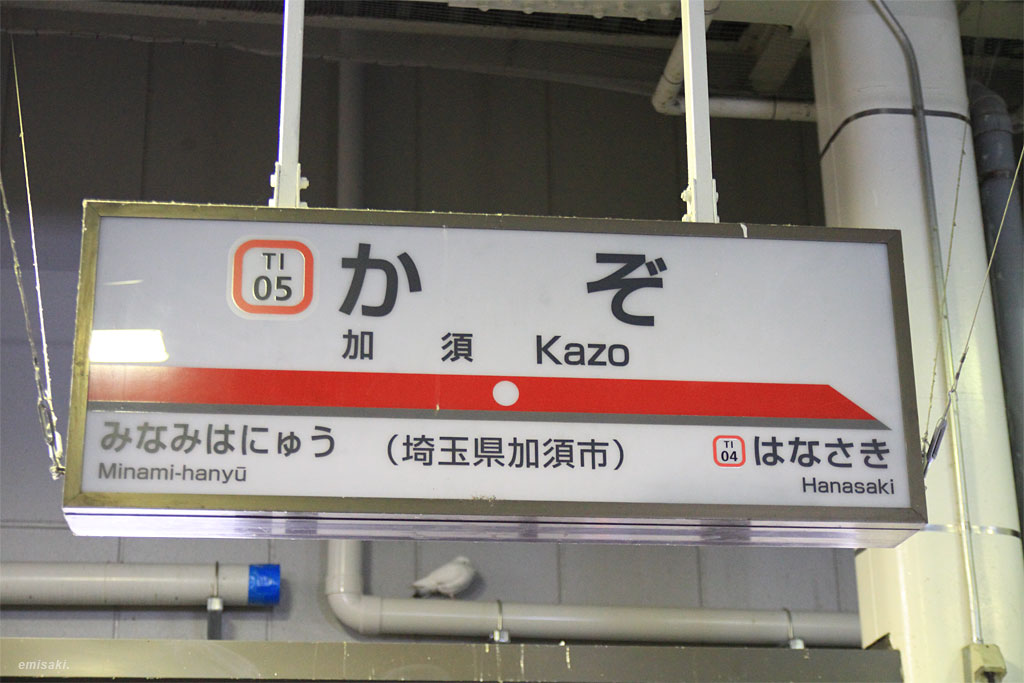 TI
05
かぞ
加須 Kazo
みなみはにゅう
Minami-hanyū
(埼玉県加須市)
TI
04
はなさき
Hanasaki
emisaki.